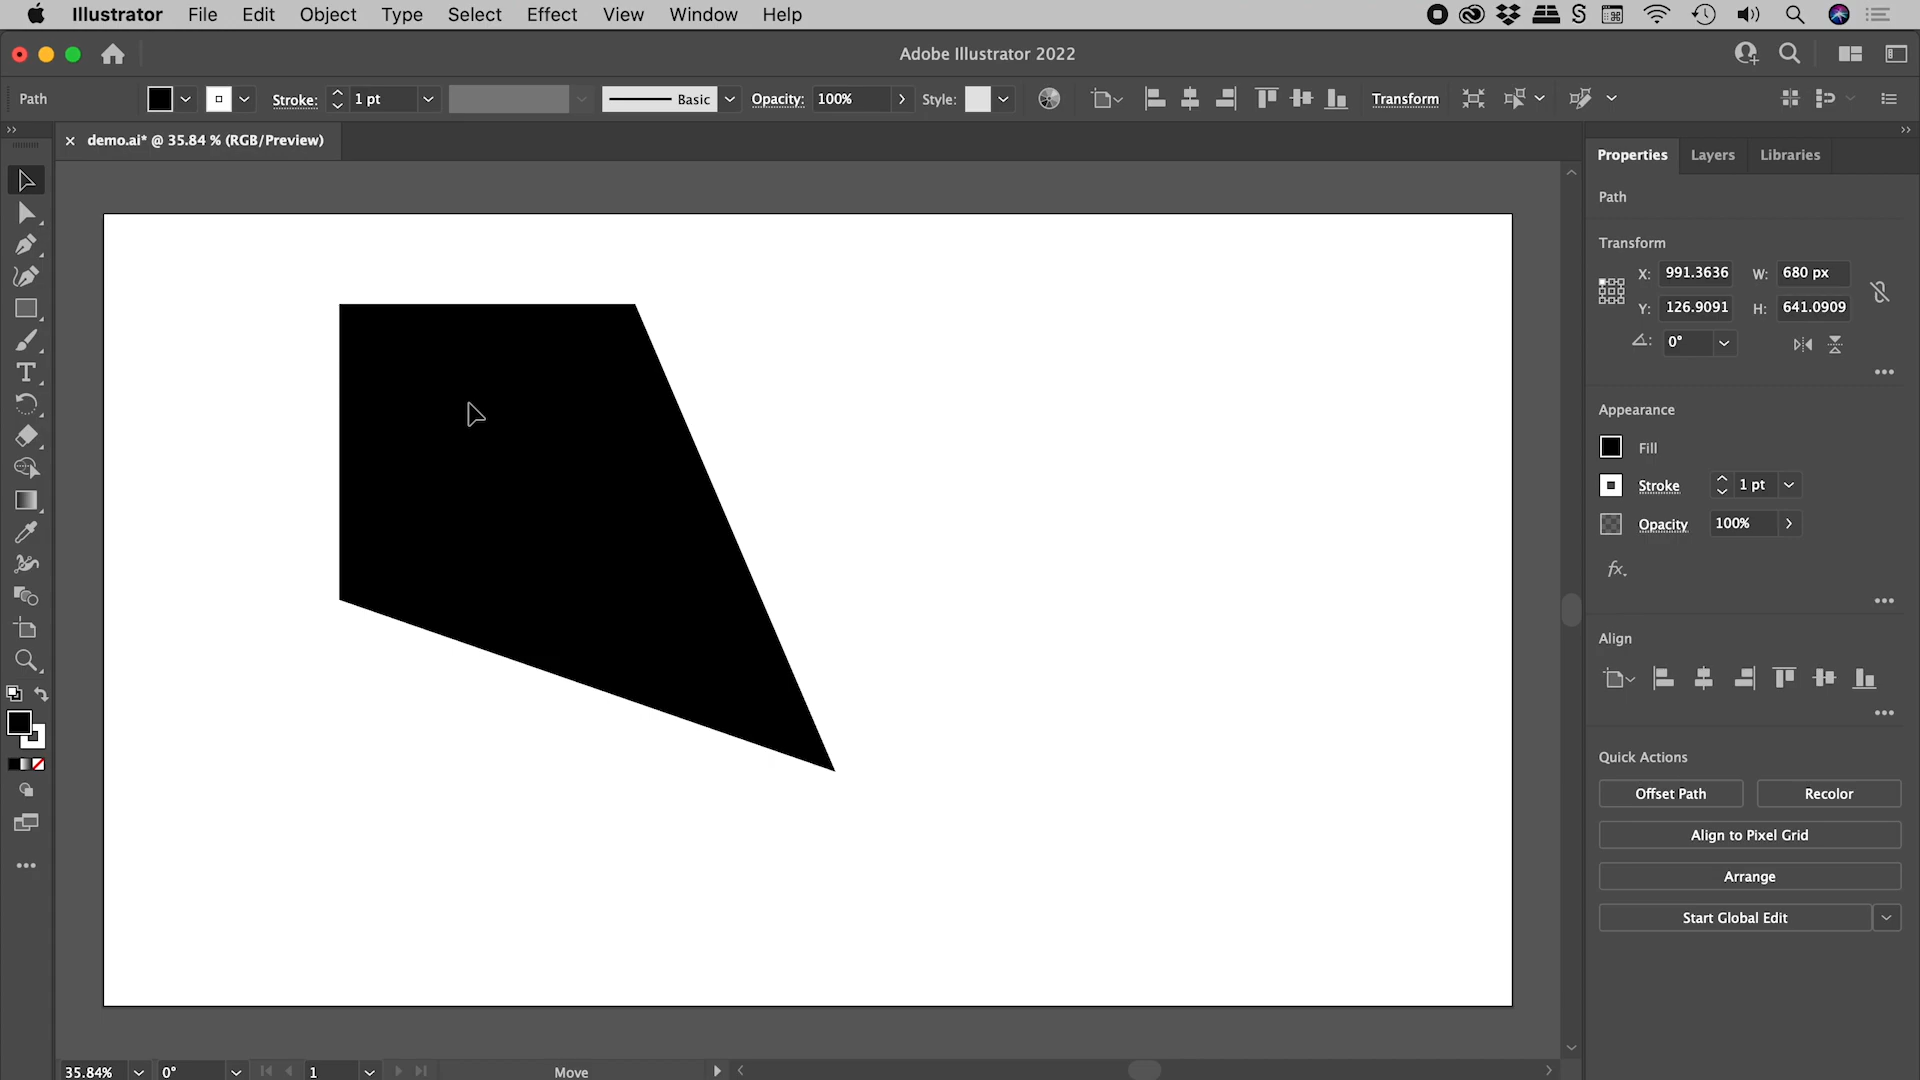 Illustrator File Edit Object Type Select Effect View Window Help
Adobe Illustrator 2022
Path Stroke: 1 pt Basic Opacity: 100% Style: Transform
demo.ai* @ 35.84 % (RGB/Preview)
Properties Layers Libraries
Path
Transform
X: 991.3636 W: 680 px
Y: 126.9091 H: 641.0909
0°
Appearance
Fill
Stroke 1 pt
Opacity 100%
fx.
Align
Quick Actions
Offset Path Recolor
Align to Pixel Grid
Arrange
Start Global Edit
35.84% 0° 1 Move